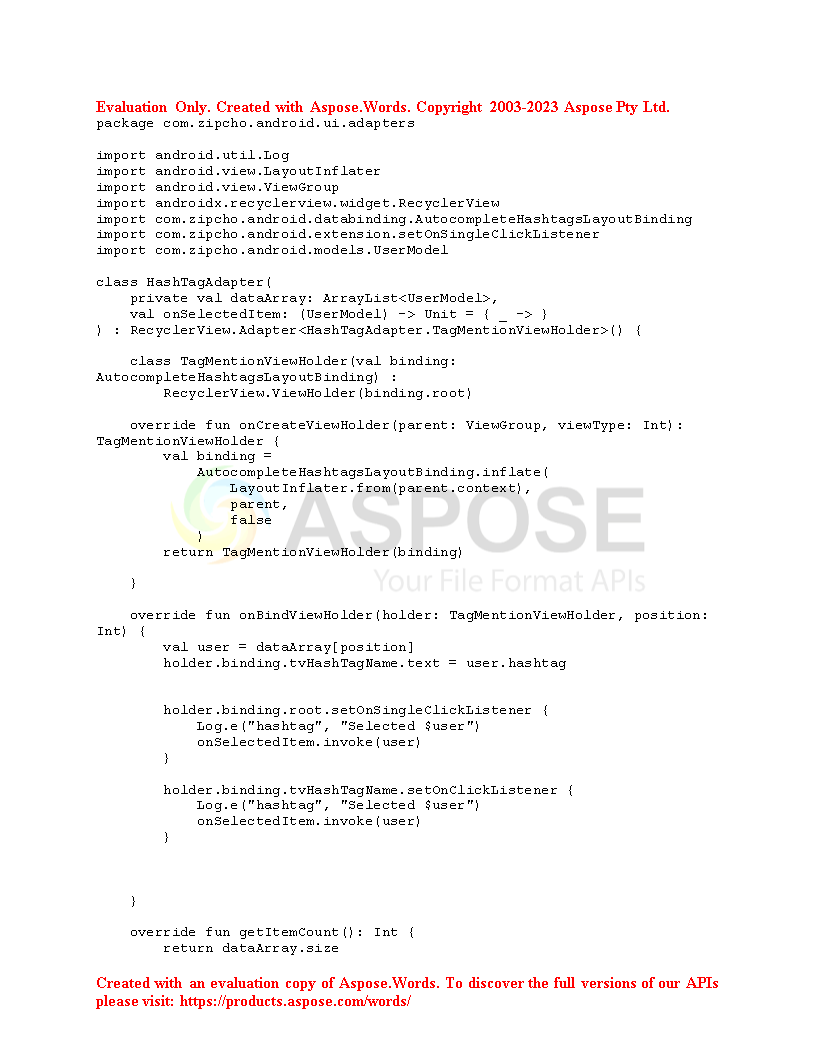 Evaluation Only. Created with Aspose.Words. Copyright 2003-2023 Aspose Pty Ltd.
package com.zipcho.android.ui.adapters

import android.util.Log
import android.view.LayoutInflater
import android.view.ViewGroup
import androidx.recyclerview.widget.RecyclerView
import com.zipcho.android.databinding.AutocompleteHashtagsLayoutBinding
import com.zipcho.android.extension.setOnSingleClickListener
import com.zipcho.android.models.UserModel

class HashTagAdapter(
    private val dataArray: ArrayList<UserModel>,
    val onSelectedItem: (UserModel) -> Unit = { _ -> }
) : RecyclerView.Adapter<HashTagAdapter.TagMentionViewHolder>() {

    class TagMentionViewHolder(val binding:
AutocompleteHashtagsLayoutBinding) :
        RecyclerView.ViewHolder(binding.root)

    override fun onCreateViewHolder(parent: ViewGroup, viewType: Int):
TagMentionViewHolder {
        val binding =
            AutocompleteHashtagsLayoutBinding.inflate(
                LayoutInflater.from(parent.context),
                parent,
                false
            )
        return TagMentionViewHolder(binding)

    }

    override fun onBindViewHolder(holder: TagMentionViewHolder, position:
Int) {
        val user = dataArray[position]
        holder.binding.tvHashTagName.text = user.hashtag


        holder.binding.root.setOnSingleClickListener {
            Log.e("hashtag", "Selected $user")
            onSelectedItem.invoke(user)
        }

        holder.binding.tvHashTagName.setOnClickListener {
            Log.e("hashtag", "Selected $user")
            onSelectedItem.invoke(user)
        }



    }

    override fun getItemCount(): Int {
        return dataArray.size

ASPOSE
Your File Format APIs
Created with an evaluation copy of Aspose.Words. To discover the full versions of our APIs
please visit: https://products.aspose.com/words/